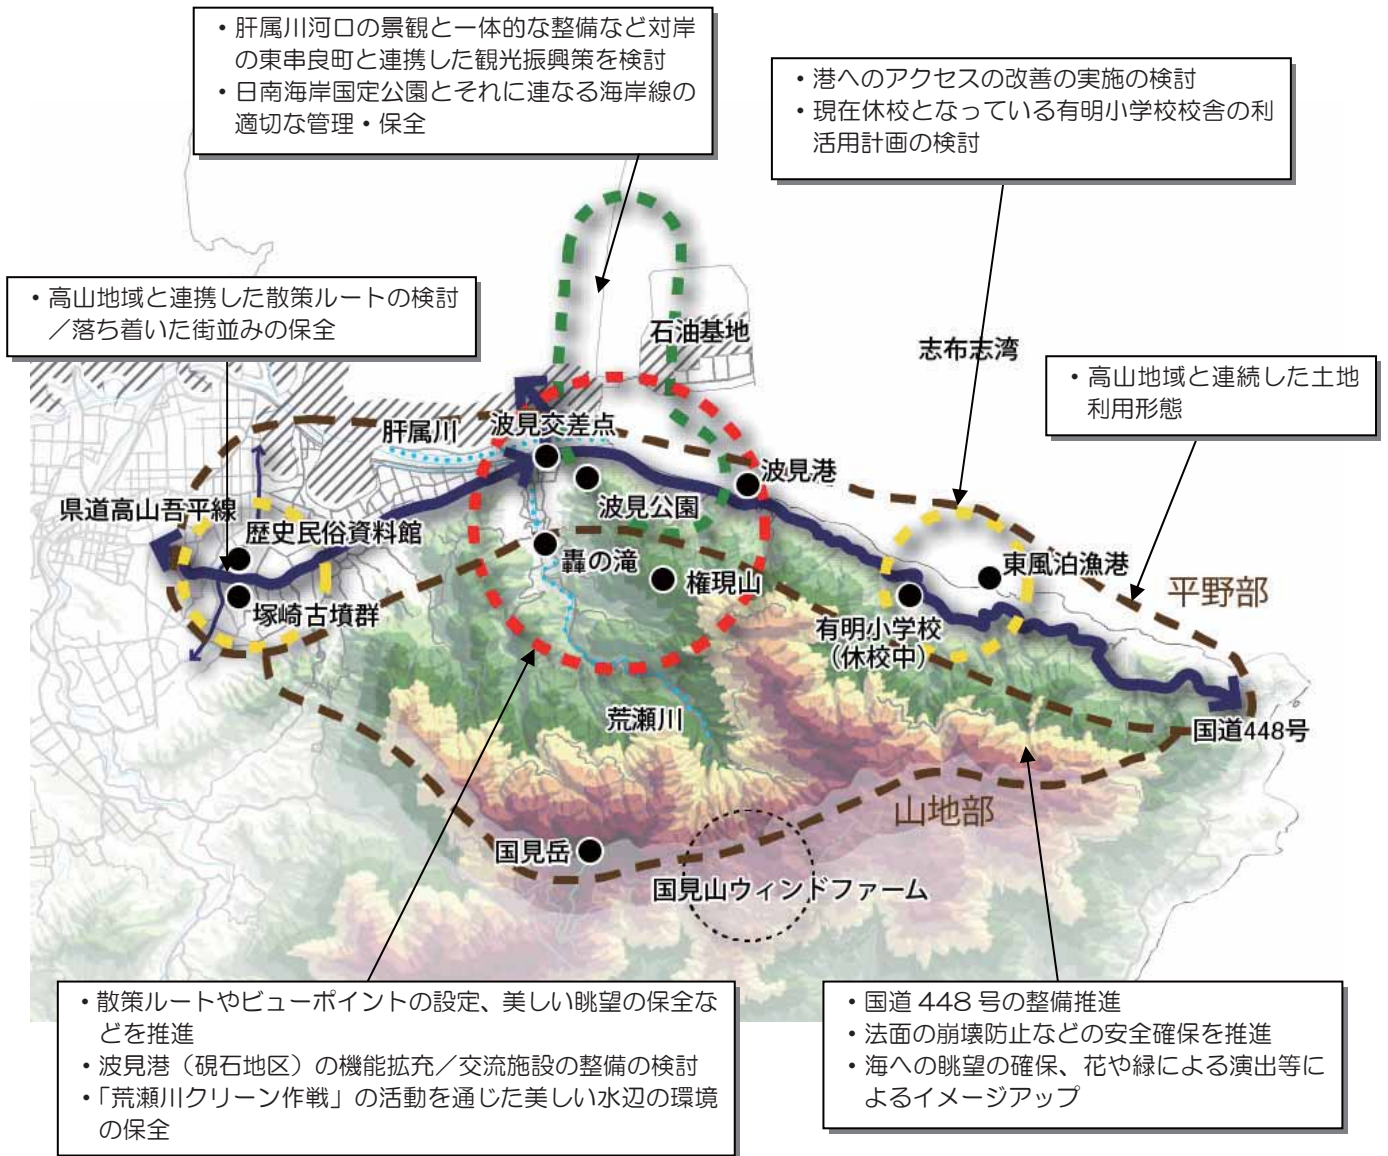 ・肝属川河口の景観と一体的な整備など対岸
の東串良町と連携した観光振興策を検討
・日南海岸国定公園とそれに連なる海岸線の
適切な管理・保全
・港へのアクセスの改善の実施の検討
・現在休校となっている有明小学校校舎の利
活用計画の検討
・高山地域と連携した散策ルートの検討
／落ち着いた街並みの保全
石油基地
志布志湾
・高山地域と連続した土地
利用形態
肝属川
波見交差点
波見港
波見公園
県道高山吾平線
歴史民俗資料館
轟の滝
権現山
東風泊漁港
平野部
塚崎古墳群
有明小学校
（休校中）
荒瀬川
国道448号
山地部
国見岳
国見山ウィンドファーム
・散策ルートやビューポイントの設定、美しい眺望の保全な
どを推進
・波見港（硯石地区）の機能拡充／交流施設の整備の検討
・「荒瀬川クリーン作戦」の活動を通じた美しい水辺の環境
の保全
・国道 448 号の整備推進
・法面の崩壊防止などの安全確保を推進
・海への眺望の確保、花や緑による演出等に
よるイメージアップ